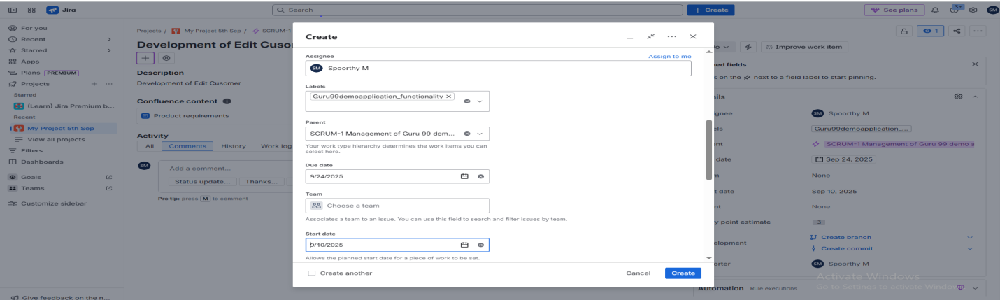 Jira
Search
+ Create
See plans
3+
SM
For you
Recent
Starred
Apps
Plans PREMIUM
Projects
Starred
(Learn) Jira Premium b...
Recent
My Project 5th Sep
View all projects
Filters
Dashboards
Goals
Teams
Customize sidebar
Give feedback on the n...
Projects / My Project 5th Sep / SCRUM-1
Development of Edit Cusor
Description
Development of Edit Cusomer
Confluence content
Product requirements
Activity
All Comments History Work log
SM
Add a comment...
Status update... Thanks...
Pro tip: press M to comment
Create
Assignee
Assign to me
SM Spoorthy M
Labels
Guru99demoapplication_functionality ×
Parent
SCRUM-1 Management of Guru 99 dem...
Your work type hierarchy determines the work items you can
select here.
Due date
9/24/2025
Team
Choose a team
Associates a team to an issue. You can use this field to search and filter issues by team.
Start date
9/10/2025
Allows the planned start date for a piece of work to be set.
Create another
Cancel
Create
1
Improve work item
ed fields
on the next to a field label to start pinning.
ails
gnee
SM Spoorthy M
els
Guru99demoapplication_...
ent
SCRUM-1 Management of Guru 99 demo a
date
Sep 24, 2025
m
None
t date
Sep 10, 2025
nt
None
y point estimate
3
elopment
Create branch
Create commit
orter
SM Spoorthy M
Automation Rule executions
Activate Windows
Go to Settings to activate Windows